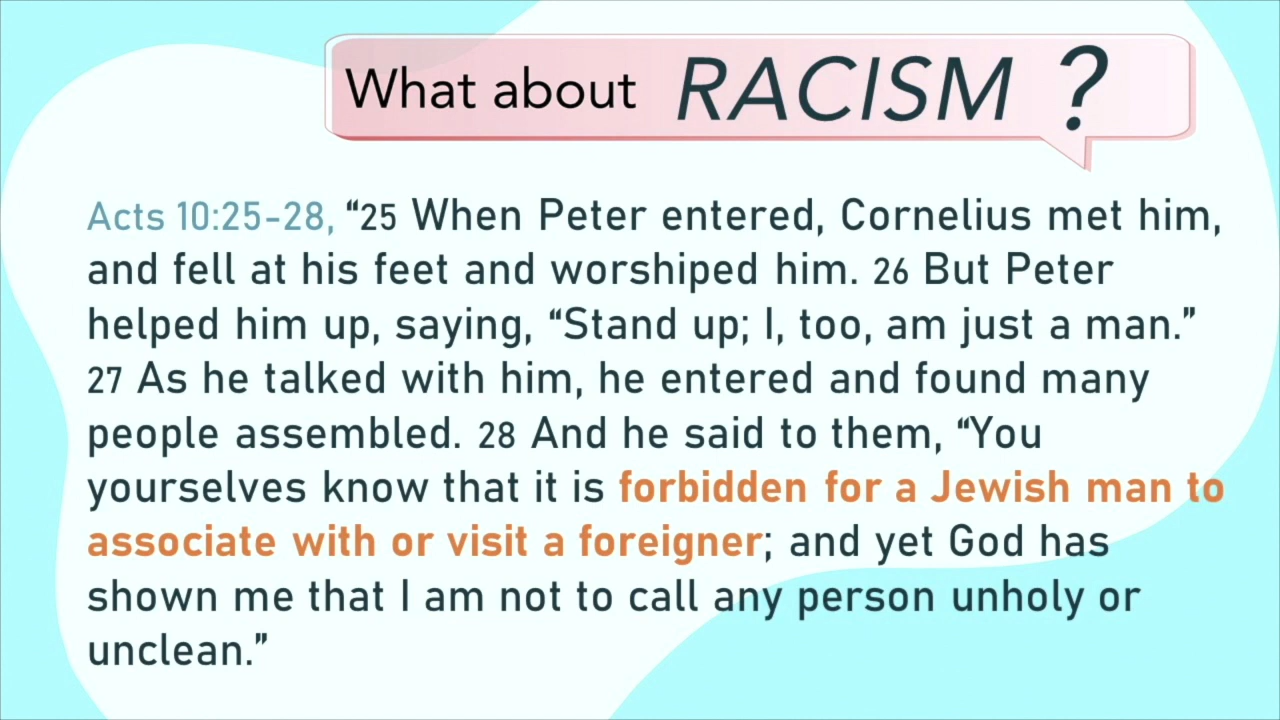 What about RACISM ?
Acts 10:25-28, “25 When Peter entered, Cornelius met him,
and fell at his feet and worshiped him. 26 But Peter
helped him up, saying, “Stand up; I, too, am just a man.”
27 As he talked with him, he entered and found many
people assembled. 28 And he said to them, “You
yourselves know that it is forbidden for a Jewish man to
associate with or visit a foreigner; and yet God has
shown me that I am not to call any person unholy or
unclean.”